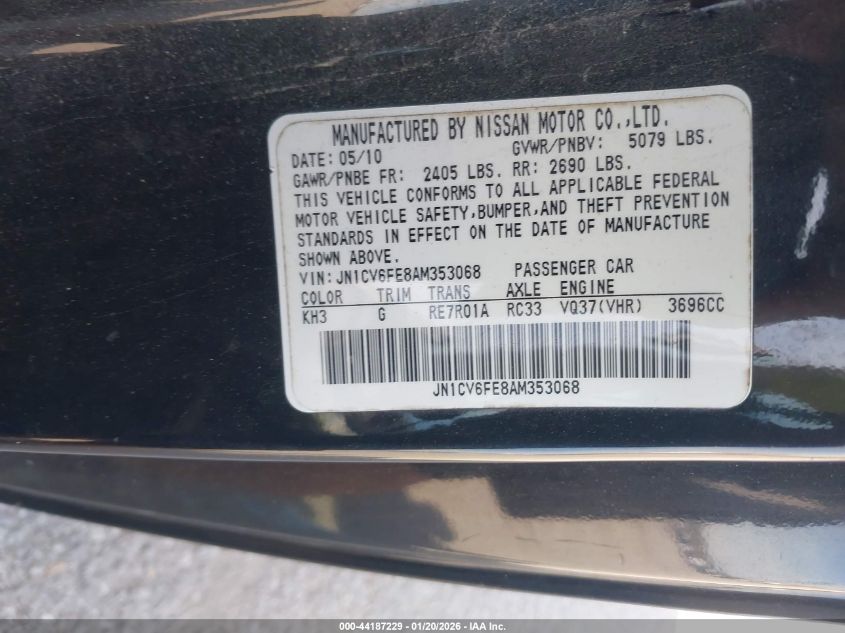 MANUFACTURED BY NISSAN MOTOR CO.,LTD.
DATE: 05/10 GVWR/PNBV: 5079 LBS.
GAWR/PNBE FR: 2405 LBS. RR: 2690 LBS.
THIS VEHICLE CONFORMS TO ALL APPLICABLE FEDERAL
MOTOR VEHICLE SAFETY,BUMPER,AND THEFT PREVENTION
STANDARDS IN EFFECT ON THE DATE OF MANUFACTURE
SHOWN ABOVE.
VIN:JN1CV6FE8AM353068 PASSENGER CAR
COLOR TRIM TRANS AXLE ENGINE
KH3 G RE7R01A RC33 VQ37(VHR) 3696CC
JN1CV6FE8AM353068
000-44187229 — 01/20/2026 — IAA Inc.